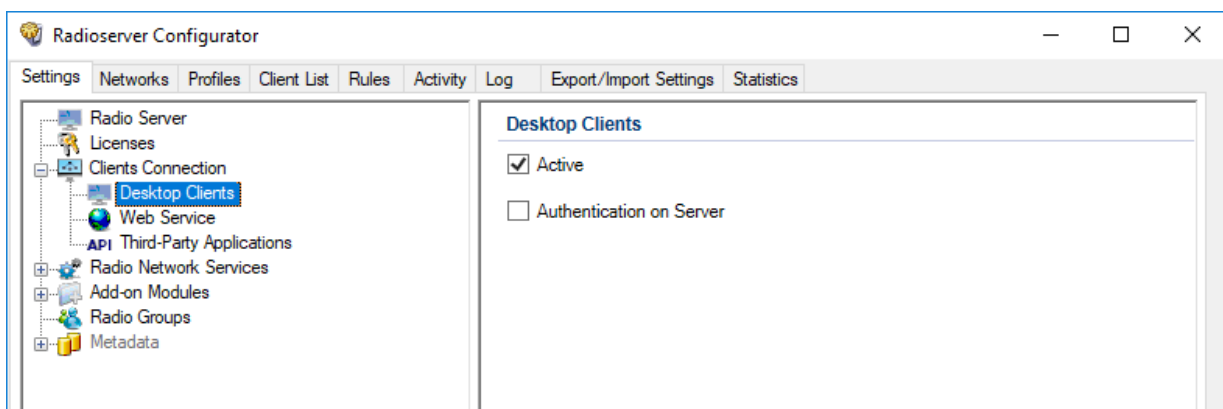 Radioserver Configurator
Settings Networks Profiles Client List Rules Activity Log Export/Import Settings Statistics
Radio Server
Licenses
Clients Connection
Desktop Clients
Web Service
API Third-Party Applications
Radio Network Services
Add-on Modules
Radio Groups
Metadata
Desktop Clients
Active
Authentication on Server